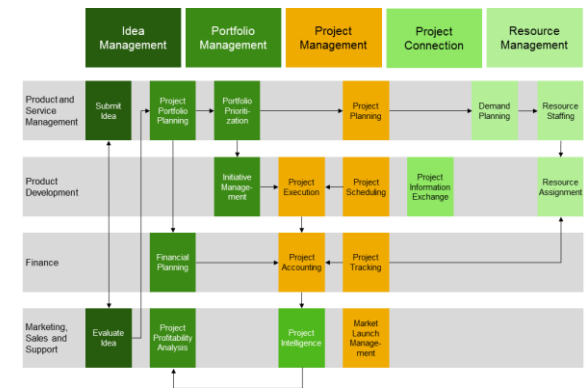 Idea
Management
Portfolio
Management
Project
Management
Project
Connection
Resource
Management
Product and
Service
Management
Submit
Idea
Project
Portfolio
Planning
Portfolio
Prioriti-
zation
Project
Planning
Demand
Planning
Resource
Staffing
Product
Development
Initiative
Manage-
ment
Project
Execution
Project
Scheduling
Project
Information
Exchange
Resource
Assignment
Finance
Financial
Planning
Project
Accounting
Project
Tracking
Marketing,
Sales and
Support
Evaluate
Idea
Project
Profitability
Analysis
Project
Intelligence
Market
Launch
Manage-
ment